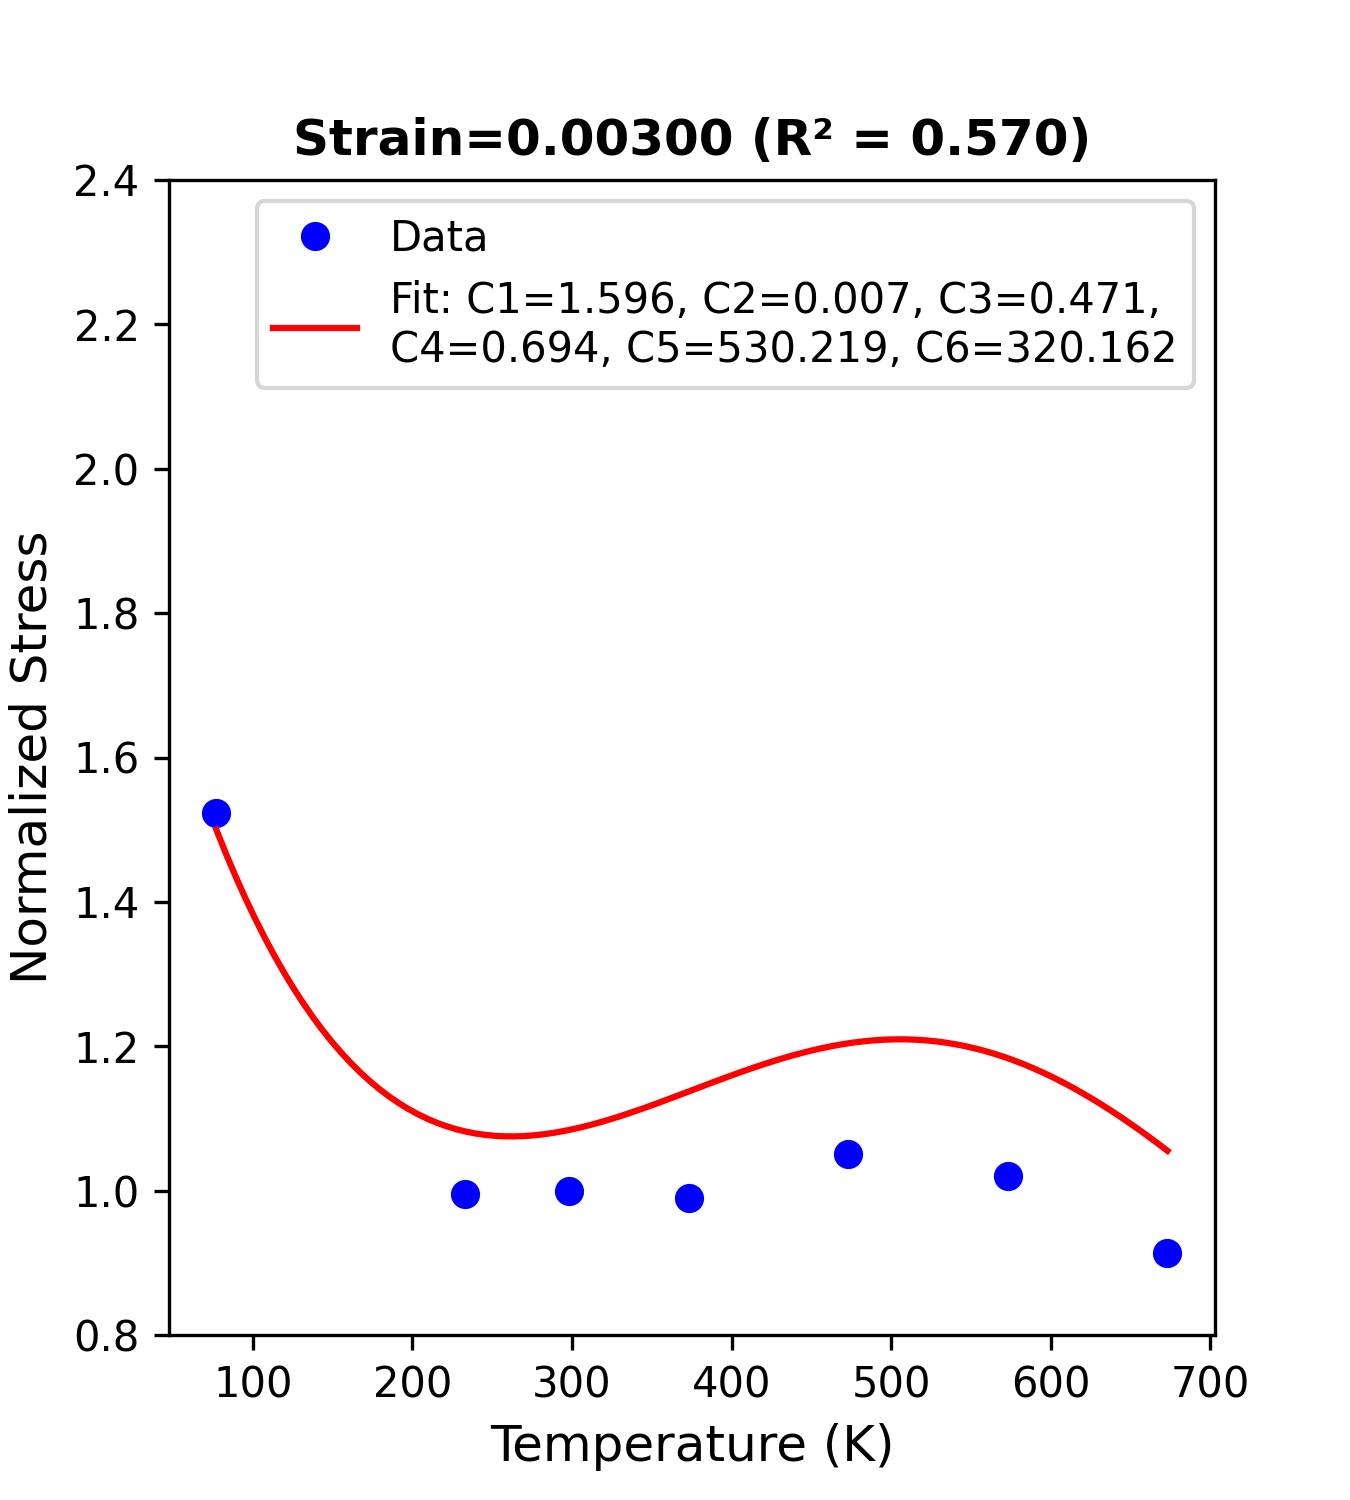 Strain=0.00300 (R² = 0.570)
Data
Fit: C1=1.596, C2=0.007, C3=0.471,
C4=0.694, C5=530.219, C6=320.162
2.4
2.2
2.0
1.8
1.6
1.4
1.2
1.0
0.8
Normalized Stress
100 200 300 400 500 600 700
Temperature (K)